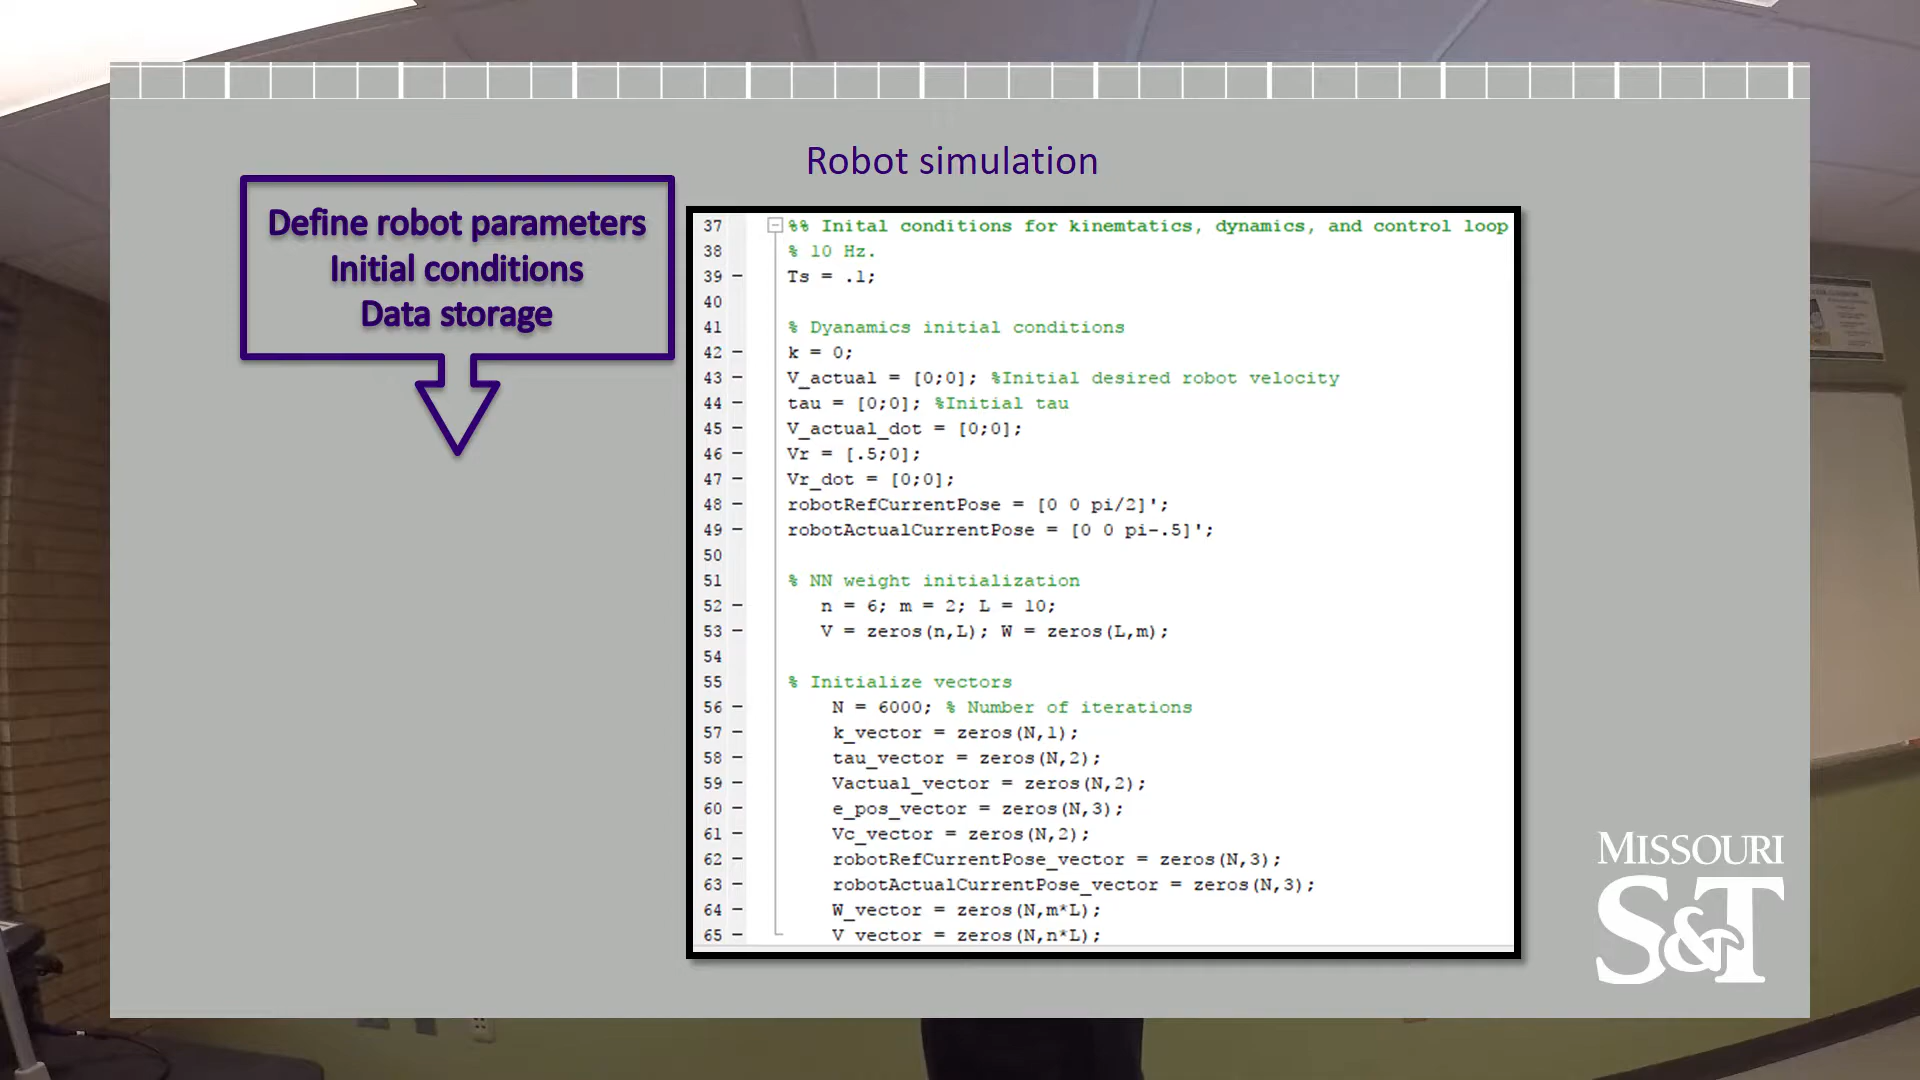 Robot simulation
Define robot parameters
Initial conditions
Data storage
37 %% Inital conditions for kinemtatics, dynamics, and control loop
38 % 10 Hz.
39 - Ts = .1;
40
41 % Dyanamics initial conditions
42 - k = 0;
43 - V_actual = [0;0]; %Initial desired robot velocity
44 - tau = [0;0]; %Initial tau
45 - V_actual_dot = [0;0];
46 - Vr = [.5;0];
47 - Vr_dot = [0;0];
48 - robotRefCurrentPose = [0 0 pi/2]';
49 - robotActualCurrentPose = [0 0 pi-.5]';
50
51 % NN weight initialization
52 - n = 6; m = 2; L = 10;
53 - V = zeros(n,L); W = zeros(L,m);
54
55 % Initialize vectors
56 - N = 6000; % Number of iterations
57 - k_vector = zeros(N,1);
58 - tau_vector = zeros(N,2);
59 - Vactual_vector = zeros(N,2);
60 - e_pos_vector = zeros(N,3);
61 - Vc_vector = zeros(N,2);
62 - robotRefCurrentPose_vector = zeros(N,3);
63 - robotActualCurrentPose_vector = zeros(N,3);
64 - W_vector = zeros(N,m*L);
65 - V_vector = zeros(N,n*L);
MISSOURI
S&T